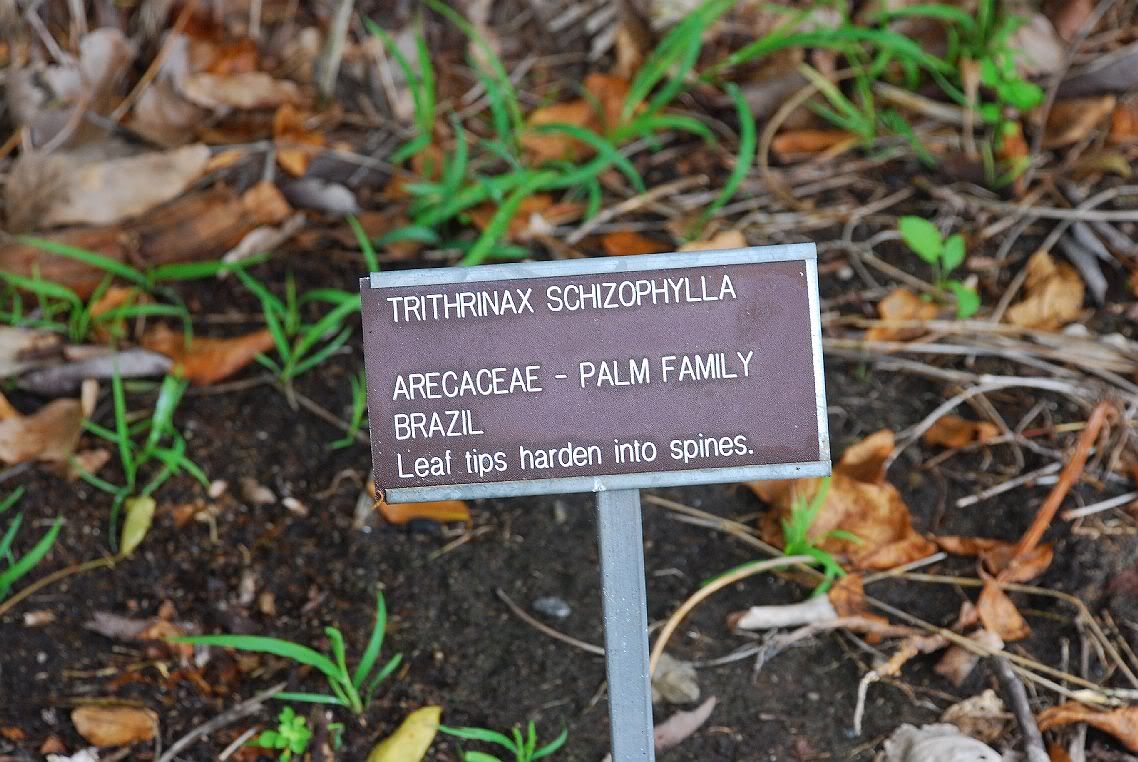 TRITHRINAX SCHIZOPHYLLA
ARECACEAE - PALM FAMILY
BRAZIL
Leaf tips harden into spines.